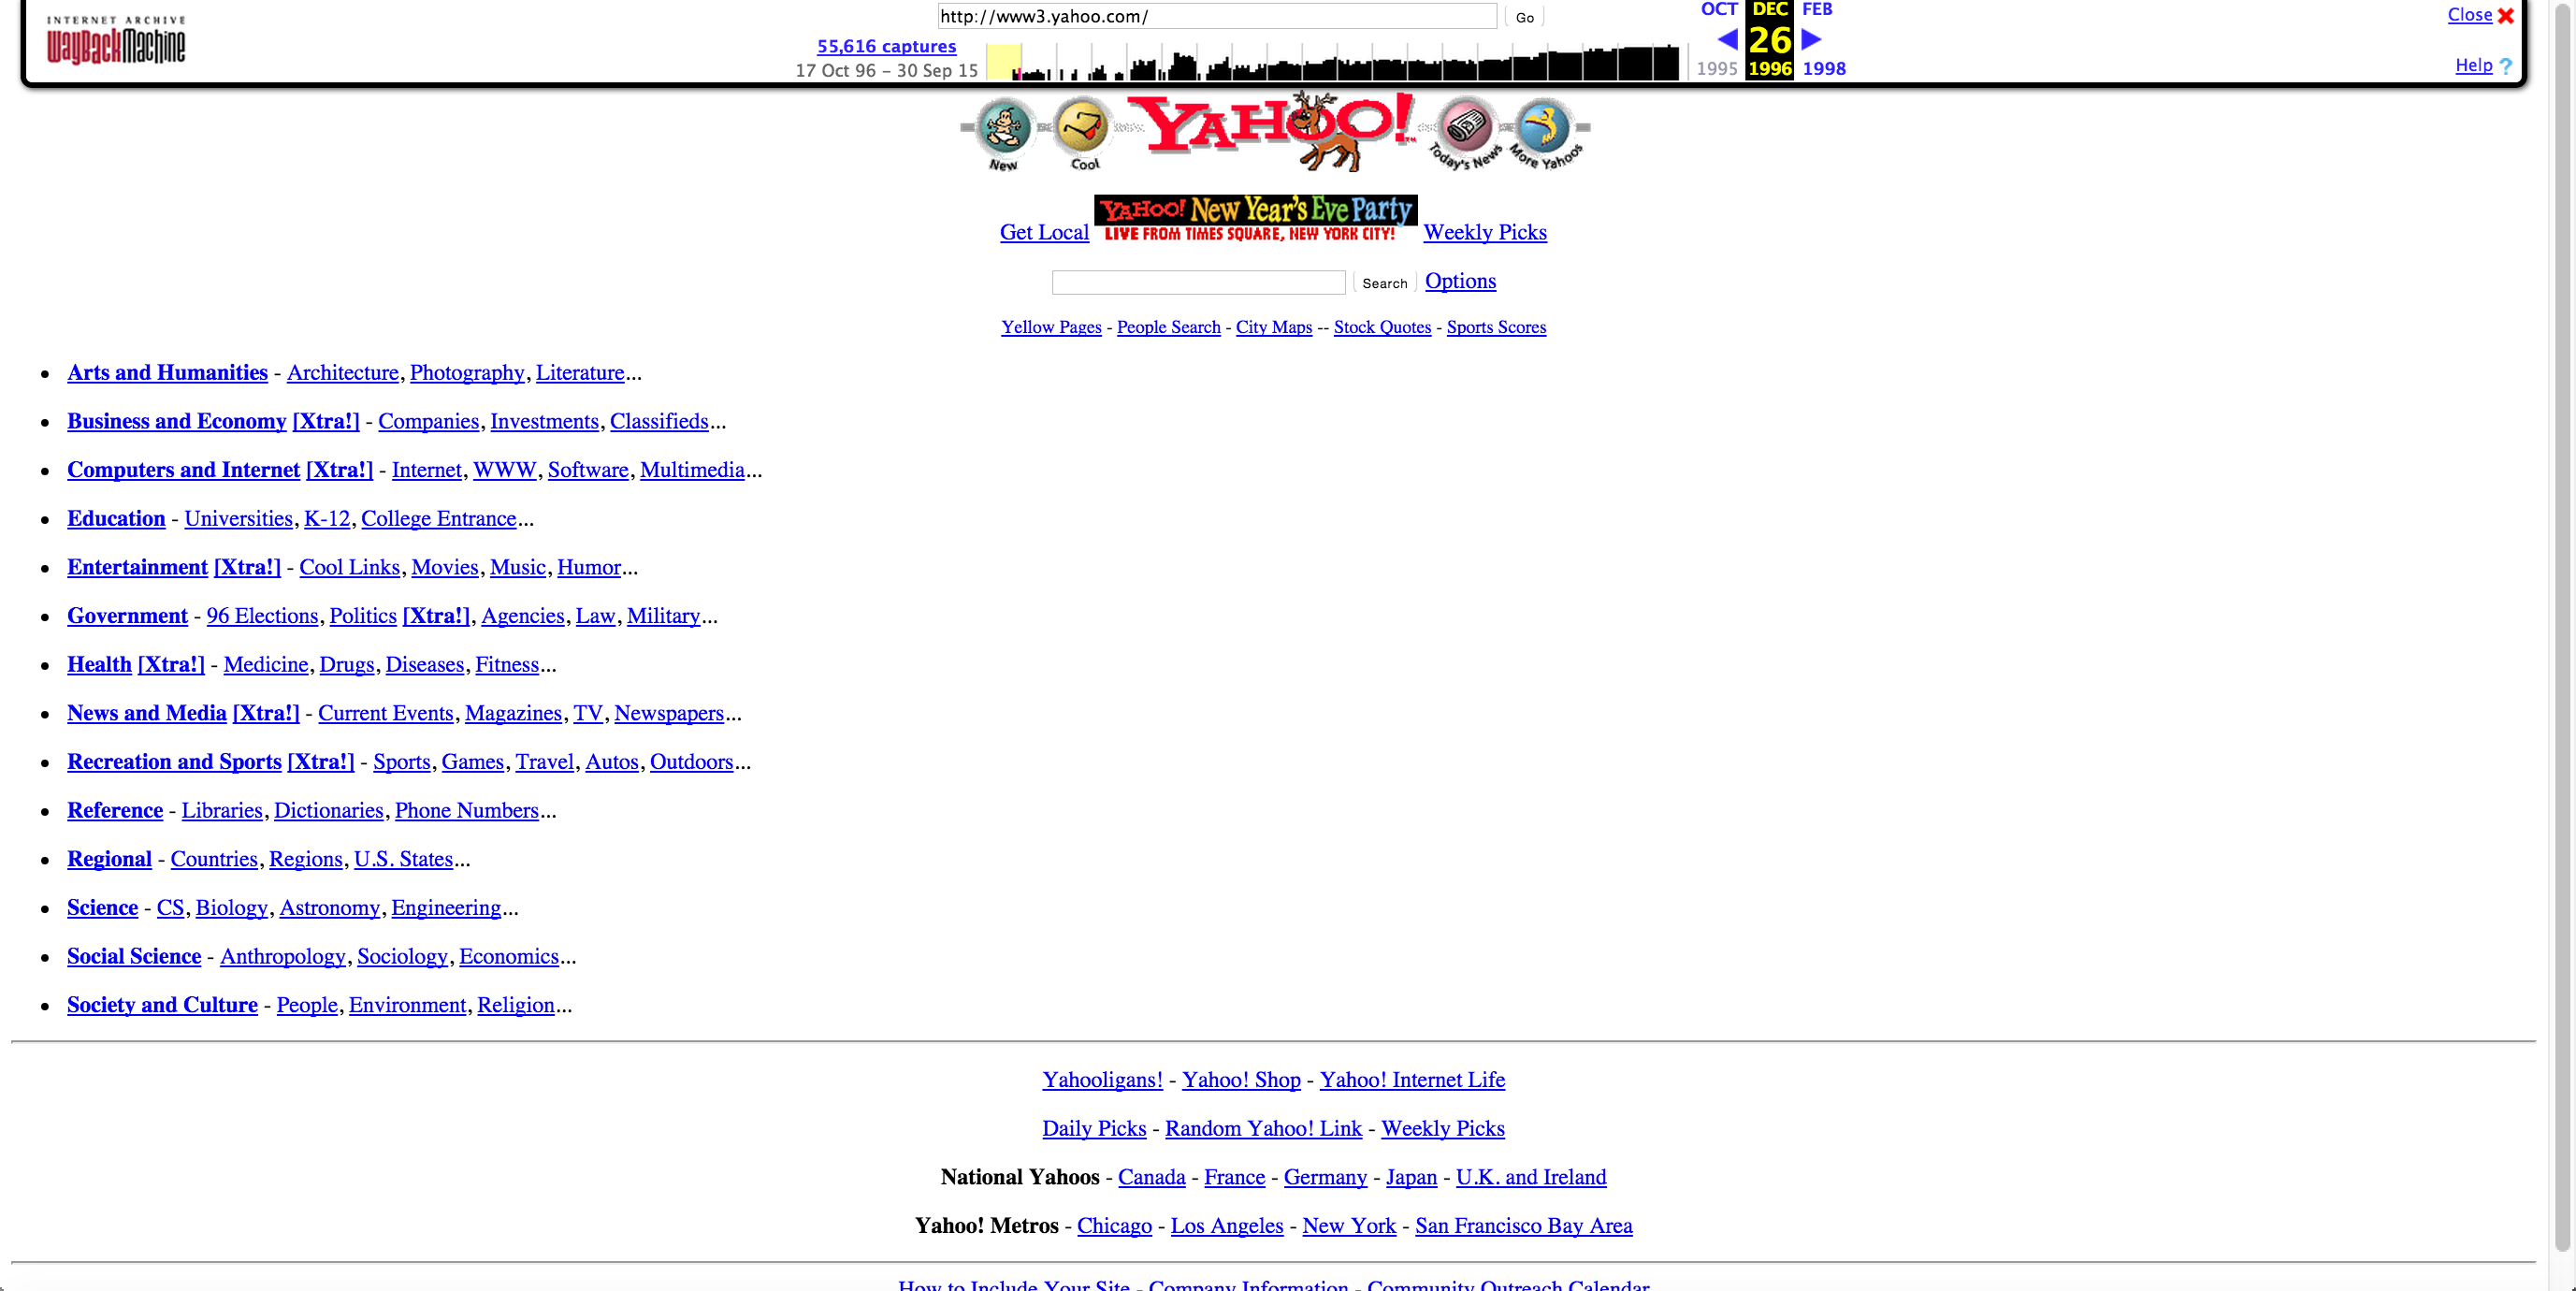 INTERNET ARCHIVE
WayBackMachine
http://www3.yahoo.com/
Go
55,616 captures
17 Oct 96 – 30 Sep 15
OCT DEC FEB
26
1995 1996 1998
Close
Help ?
New
Cool
YAHOO!
Today's News
More Yahoos
Get Local
YAHOO! New Year's Eve Party
LIVE FROM TIMES SQUARE, NEW YORK CITY!
Weekly Picks
Search Options
Yellow Pages - People Search - City Maps -- Stock Quotes - Sports Scores
Arts and Humanities - Architecture, Photography, Literature...
Business and Economy [Xtra!] - Companies, Investments, Classifieds...
Computers and Internet [Xtra!] - Internet, WWW, Software, Multimedia...
Education - Universities, K-12, College Entrance...
Entertainment [Xtra!] - Cool Links, Movies, Music, Humor...
Government - 96 Elections, Politics [Xtra!], Agencies, Law, Military...
Health [Xtra!] - Medicine, Drugs, Diseases, Fitness...
News and Media [Xtra!] - Current Events, Magazines, TV, Newspapers...
Recreation and Sports [Xtra!] - Sports, Games, Travel, Autos, Outdoors...
Reference - Libraries, Dictionaries, Phone Numbers...
Regional - Countries, Regions, U.S. States...
Science - CS, Biology, Astronomy, Engineering...
Social Science - Anthropology, Sociology, Economics...
Society and Culture - People, Environment, Religion...
Yahooligans! - Yahoo! Shop - Yahoo! Internet Life
Daily Picks - Random Yahoo! Link - Weekly Picks
National Yahoos - Canada - France - Germany - Japan - U.K. and Ireland
Yahoo! Metros - Chicago - Los Angeles - New York - San Francisco Bay Area
How to Include Your Site - Company Information - Community Outreach Calendar